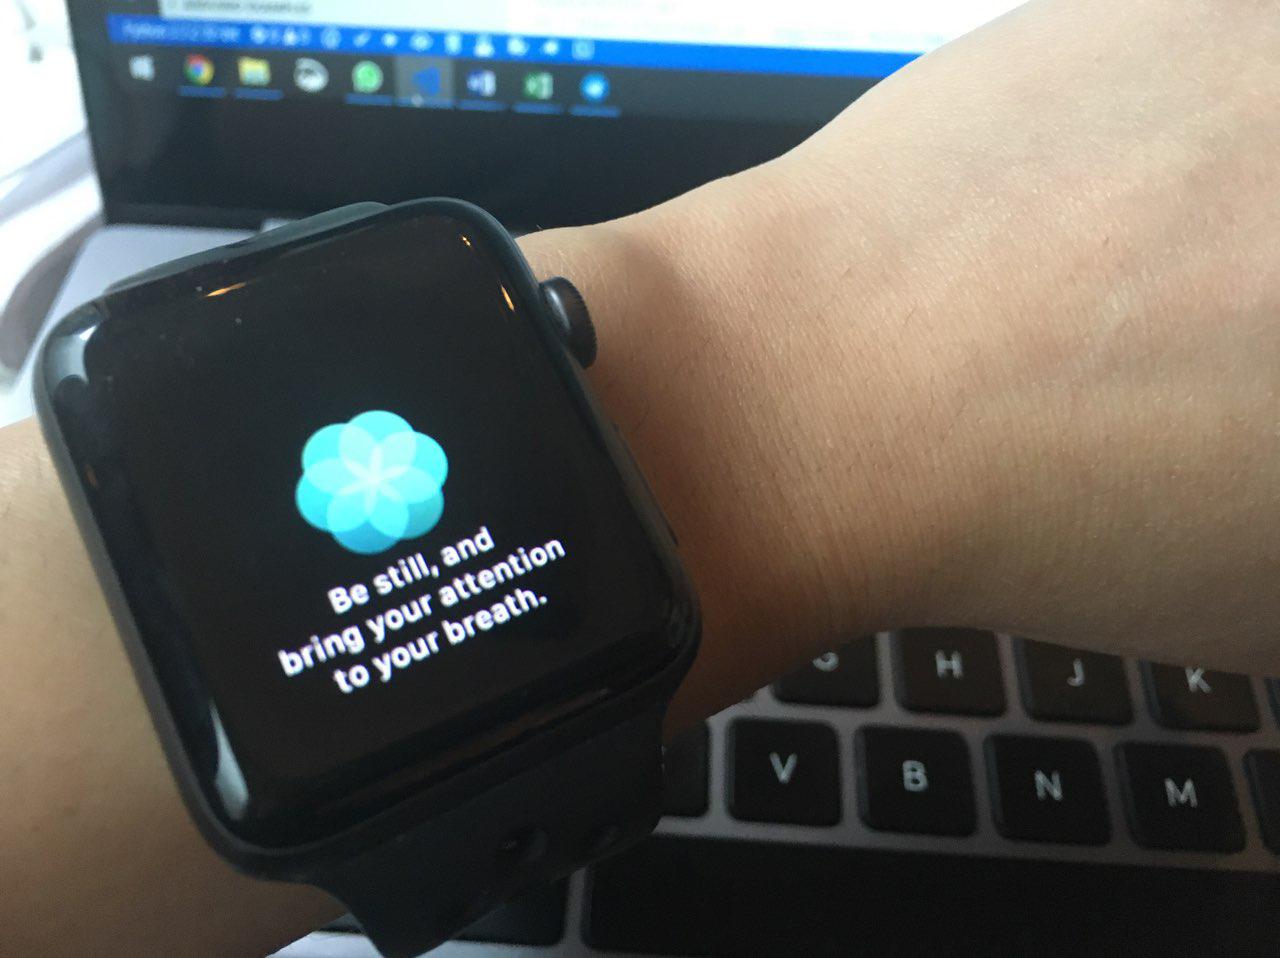 Be still, and
bring your attention
to your breath.
G H J K
V B N M